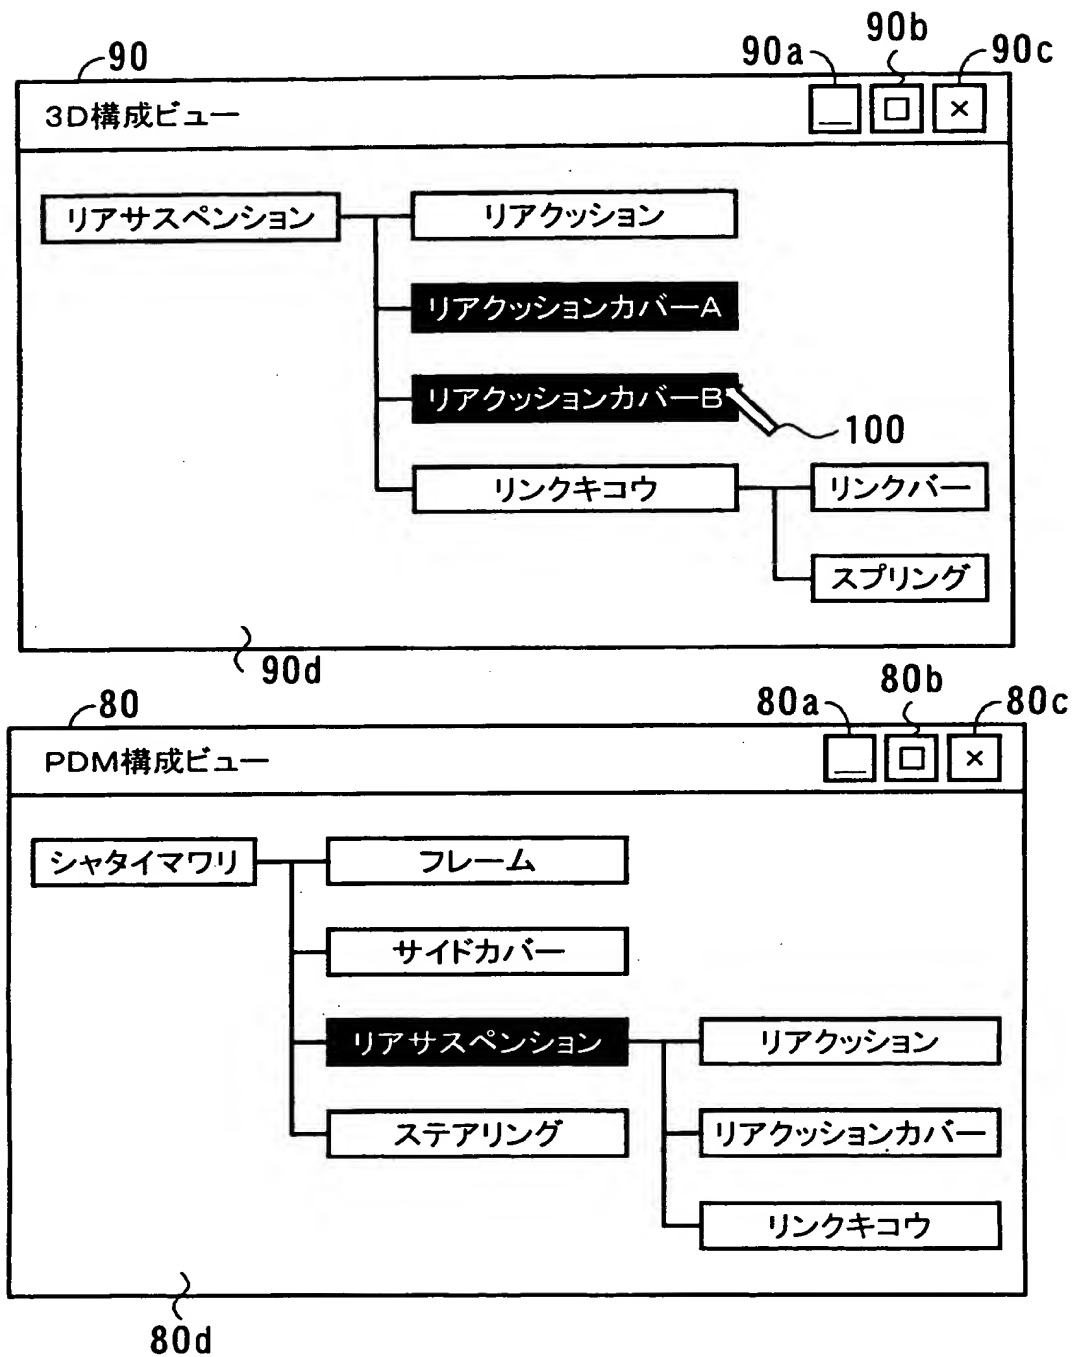 90
90a
90b
90c
3D構成ビュー
_
□
×
リアサスペンション
リアクッション
リアクッションカバーA
リアクッションカバーB
100
リンクキコウ
リンクバー
スプリング
90d
80
80a
80b
80c
PDM構成ビュー
_
□
×
シャタイマワリ
フレーム
サイドカバー
リアサスペンション
リアクッション
ステアリング
リアクッションカバー
リンクキコウ
80d